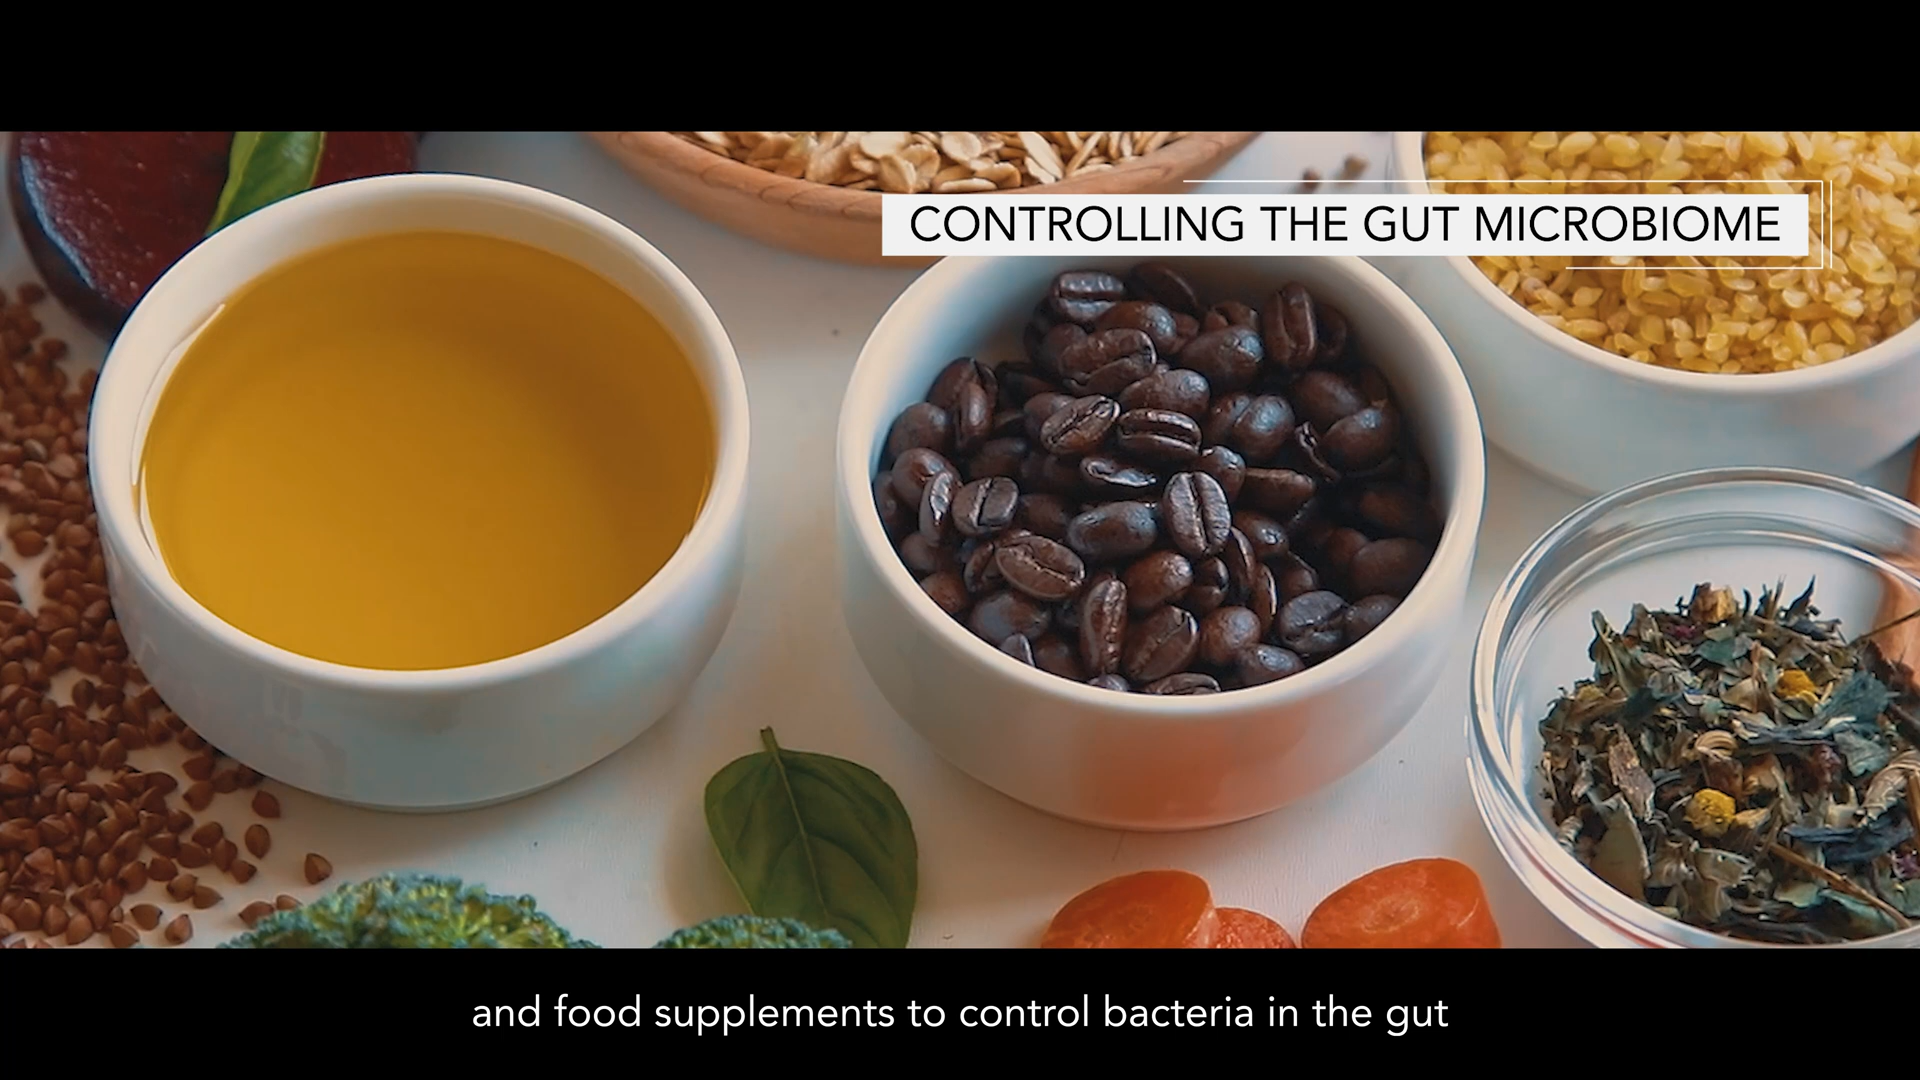 CONTROLLING THE GUT MICROBIOME
and food supplements to control bacteria in the gut